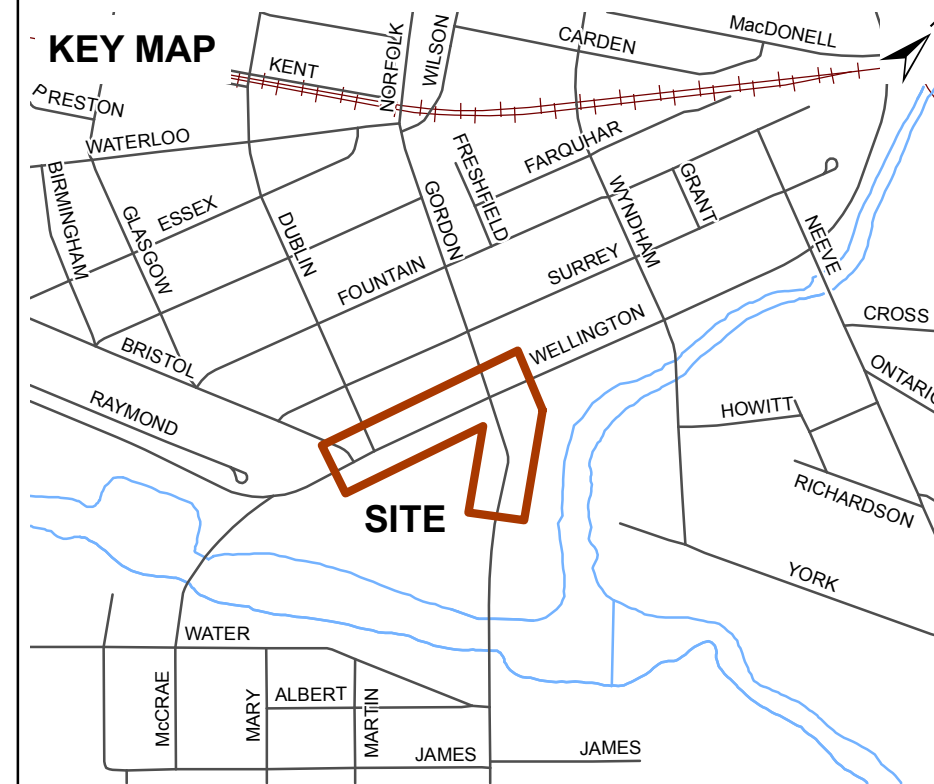 KEY MAP
MacDONELL
CARDEN
WILSON
NORFOLK
KENT
PRESTON
WATERLOO
FARQUHAR
FRESHFIELD
BIRMINGHAM
GLASGOW
ESSEX
DUBLIN
GORDON
WYNDHAM
GRANT
NEEVE
FOUNTAIN
SURREY
WELLINGTON
CROSS
BRISTOL
ONTARIO
RAYMOND
HOWITT
RICHARDSON
SITE
YORK
WATER
McCRAE
MARY
ALBERT
MARTIN
JAMES
JAMES